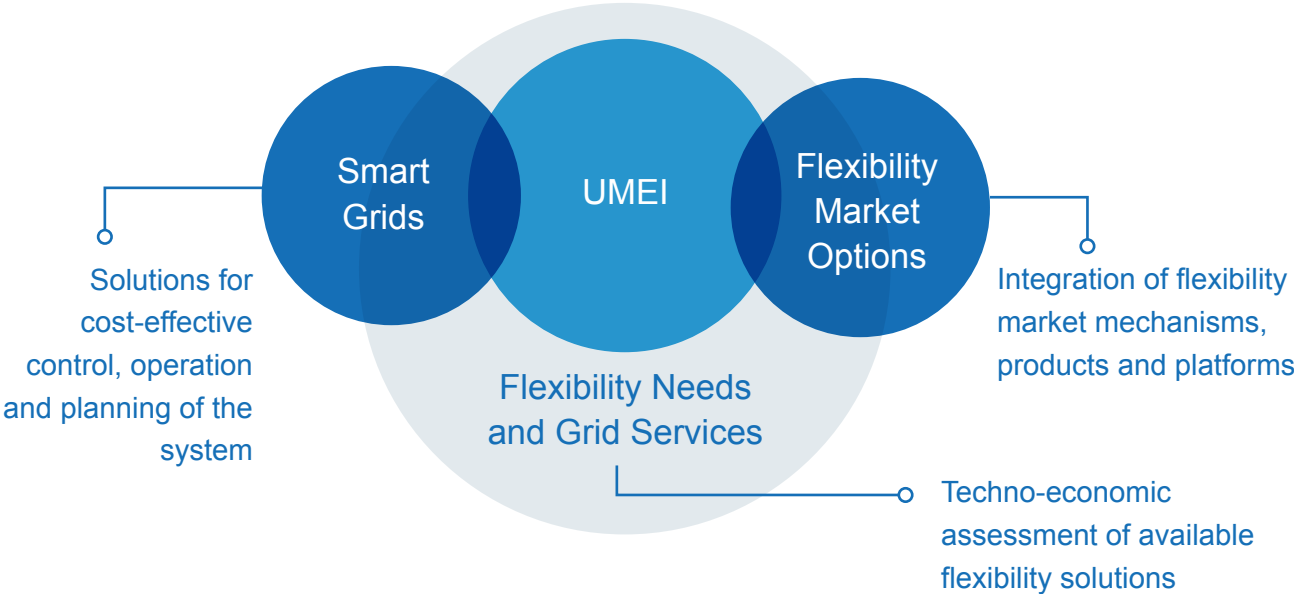 Smart
Grids
UMEI
Flexibility
Market
Options
Solutions for
cost-effective
control, operation
and planning of the
system
Integration of flexibility
market mechanisms,
products and platforms
Flexibility Needs
and Grid Services
Techno-economic
assessment of available
flexibility solutions